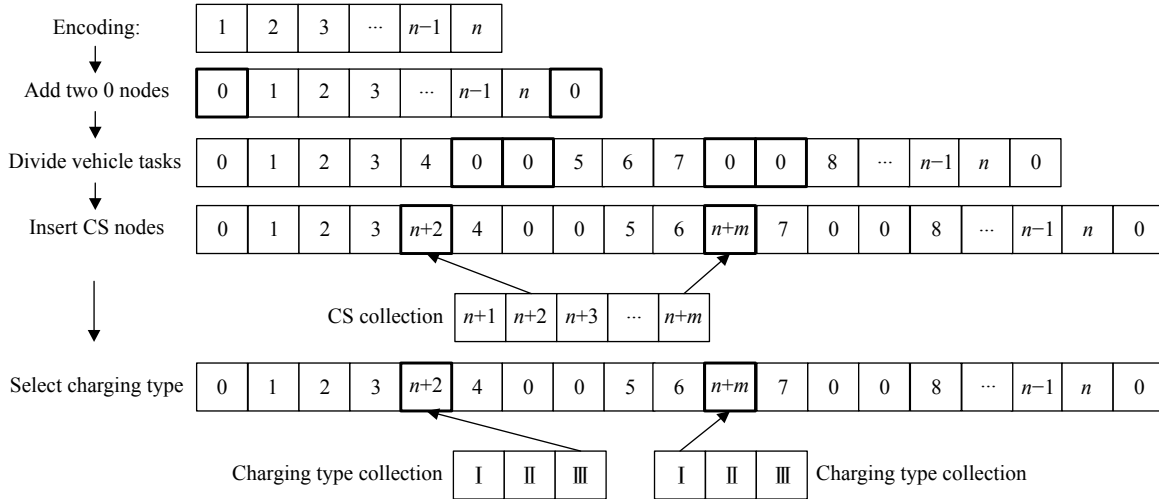 Encoding: 1 2 3 ··· n−1 n
Add two 0 nodes 0 1 2 3 ··· n−1 n 0
Divide vehicle tasks 0 1 2 3 4 0 0 5 6 7 0 0 8 ··· n−1 n 0
Insert CS nodes 0 1 2 3 n+2 4 0 0 5 6 n+m 7 0 0 8 ··· n−1 n 0
CS collection n+1 n+2 n+3 ··· n+m
Select charging type 0 1 2 3 n+2 4 0 0 5 6 n+m 7 0 0 8 ··· n−1 n 0
Charging type collection Ⅰ Ⅱ Ⅲ Ⅰ Ⅱ Ⅲ Charging type collection